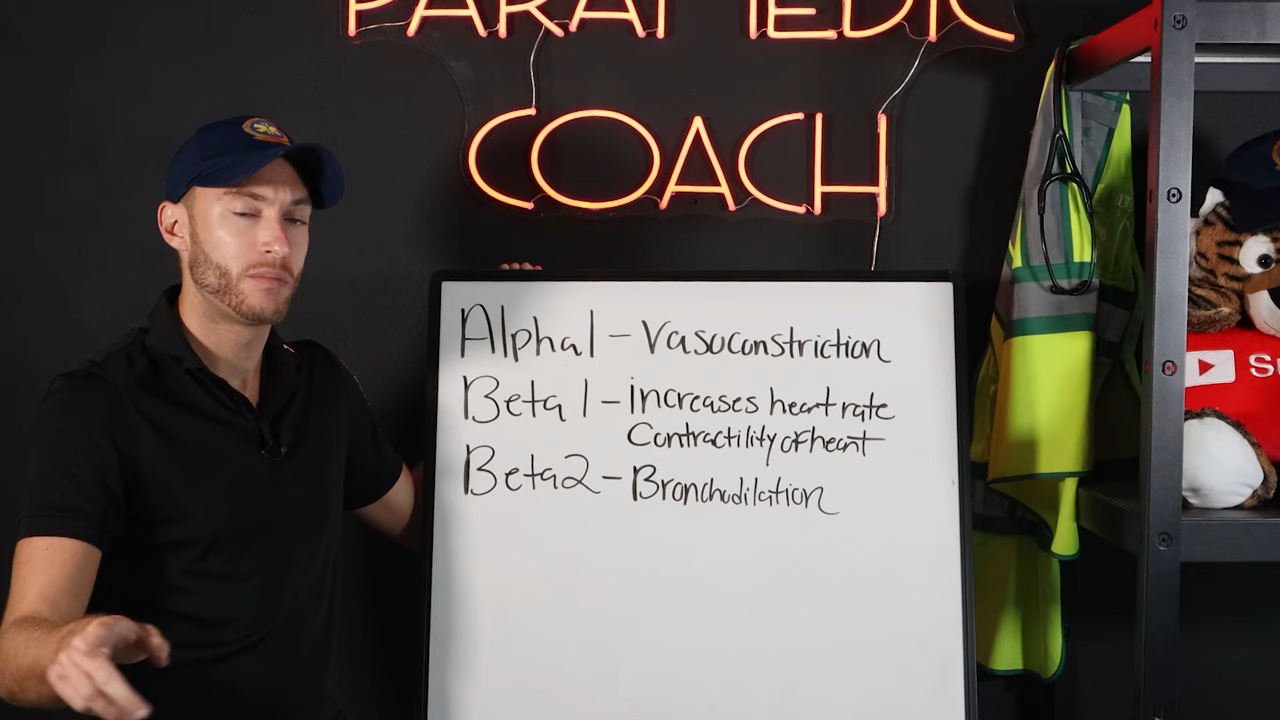 PARAMEDIC
COACH
Alpha1 - Vasoconstriction
Beta 1 - increases heart rate
Contractility of heart
Beta2 - Bronchodilation